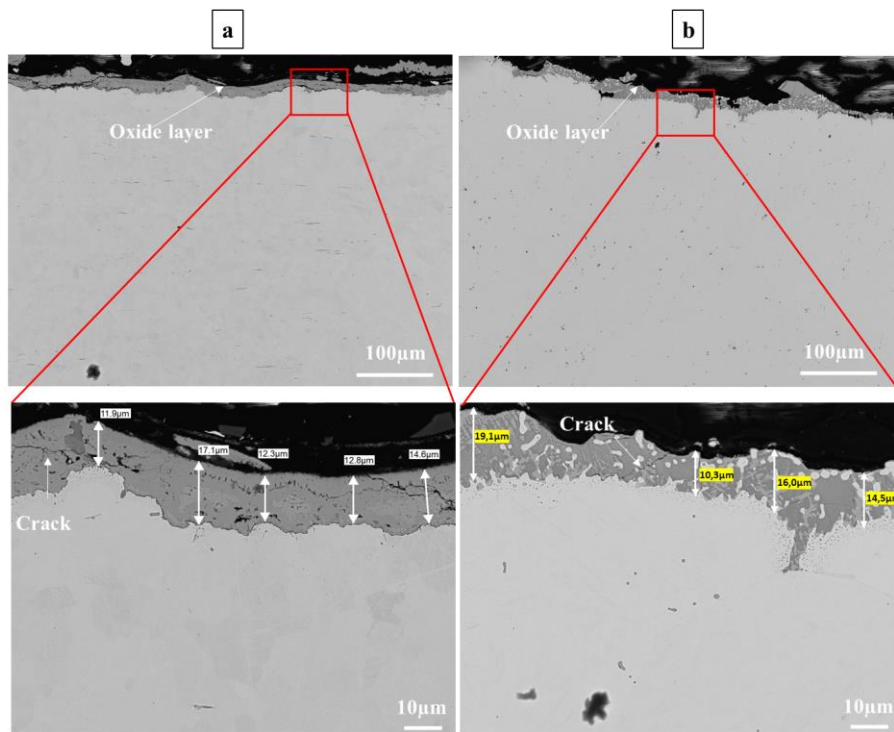 a
b
Oxide layer
Oxide layer
100µm
100µm
11.9µm
17.1µm
12.3µm
12.8µm
14.6µm
Crack
10µm
Crack
19,1µm
10,3µm
16,0µm
14,5µm
10µm